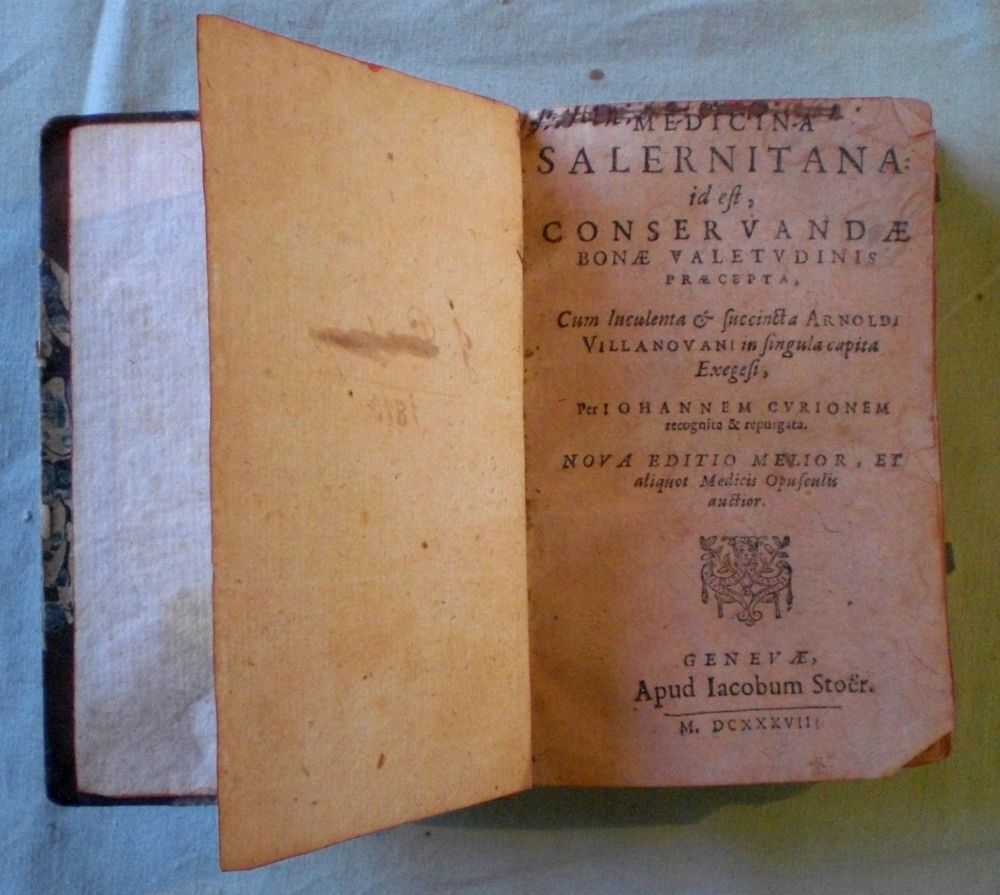 MEDICINA
SALERNITANA:
id eſt,
CONSERVANDÆ
BONÆ VALETVDINIS
PRÆCEPTA,
Cum luculenta & ſuccincta ARNOLDI
VILLANOVANI in ſingula capita
Exegeſi,
Per IOHANNEM CVRIONEM
recognita & repurgata.
NOVA EDITIO MELIOR, ET
aliquot Medicis Opuſculis
auctior.
GENEVÆ,
Apud Iacobum Stoër.
M. DCXXXVIII.